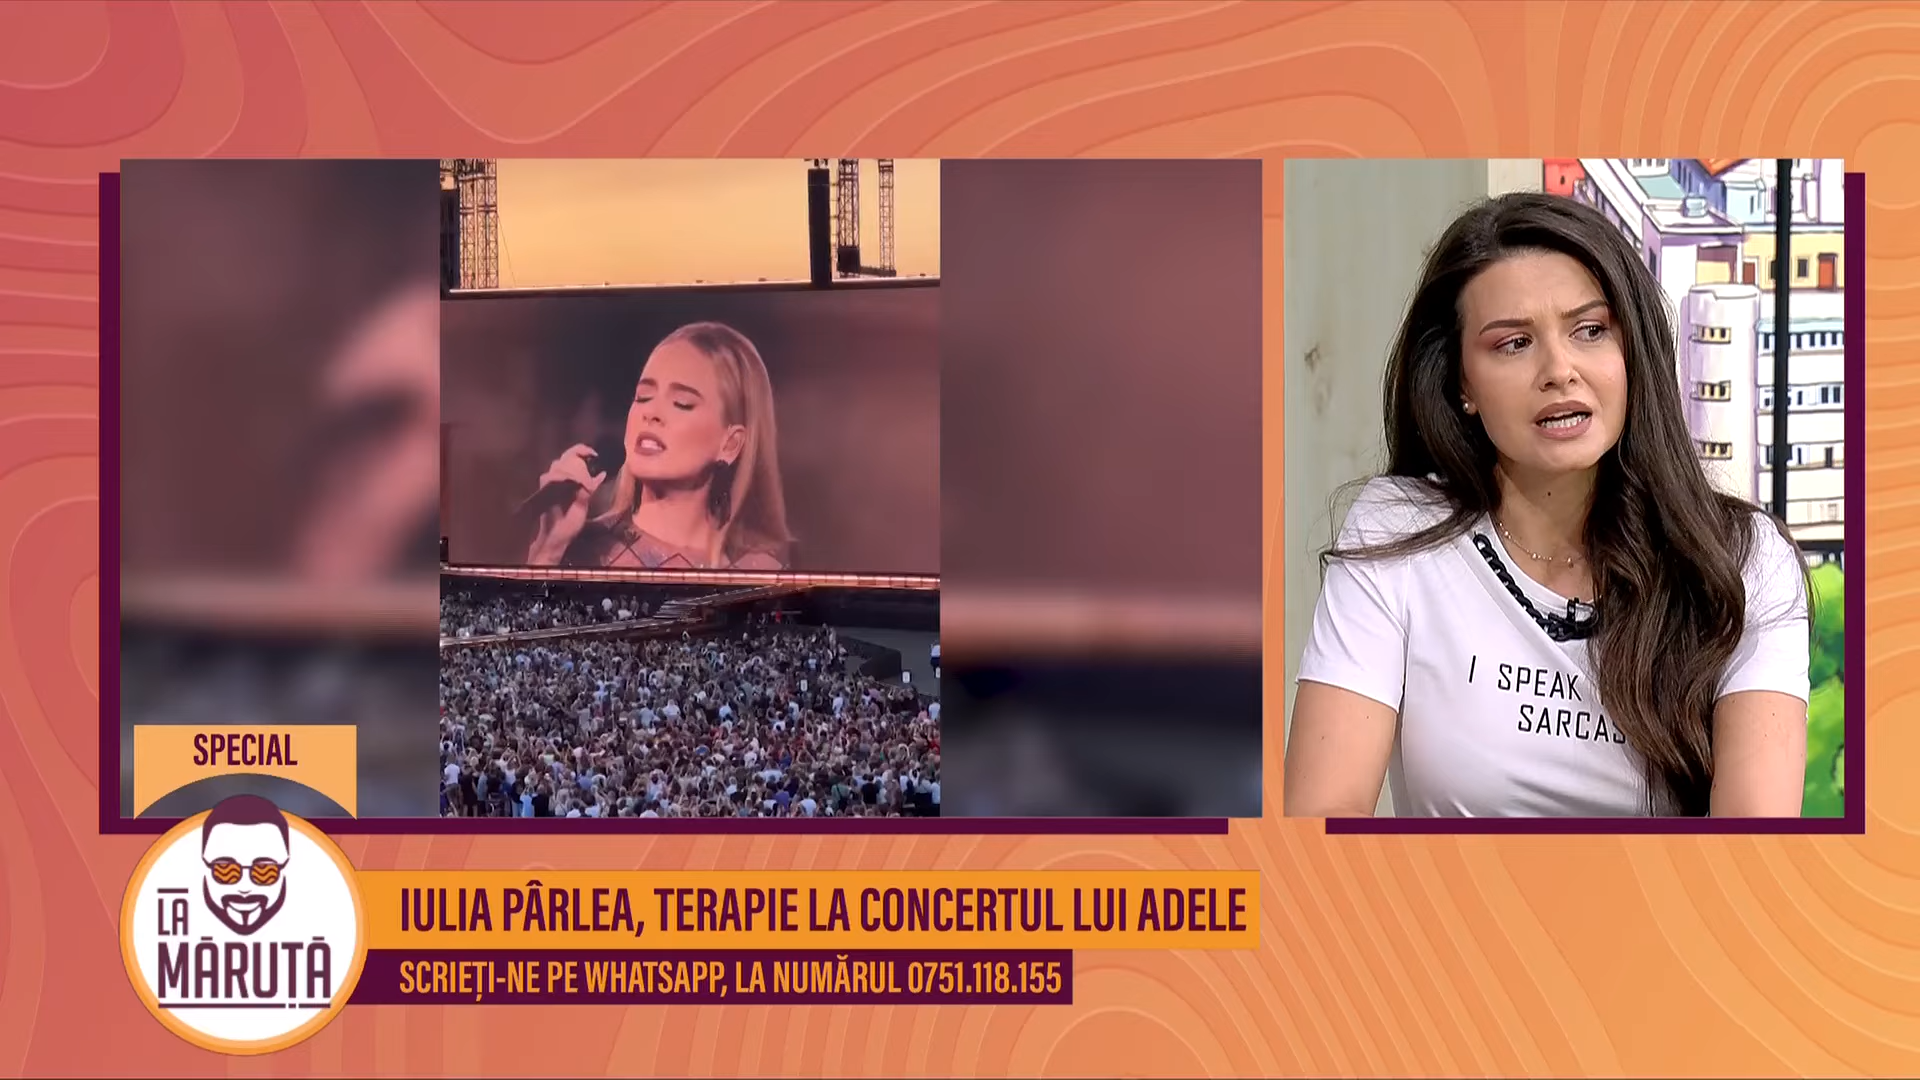 I SPEAK
SARCAS
SPECIAL
LA
MĂRUȚĂ
IULIA PÂRLEA, TERAPIE LA CONCERTUL LUI ADELE
SCRIEȚI-NE PE WHATSAPP, LA NUMĂRUL 0751.118.155